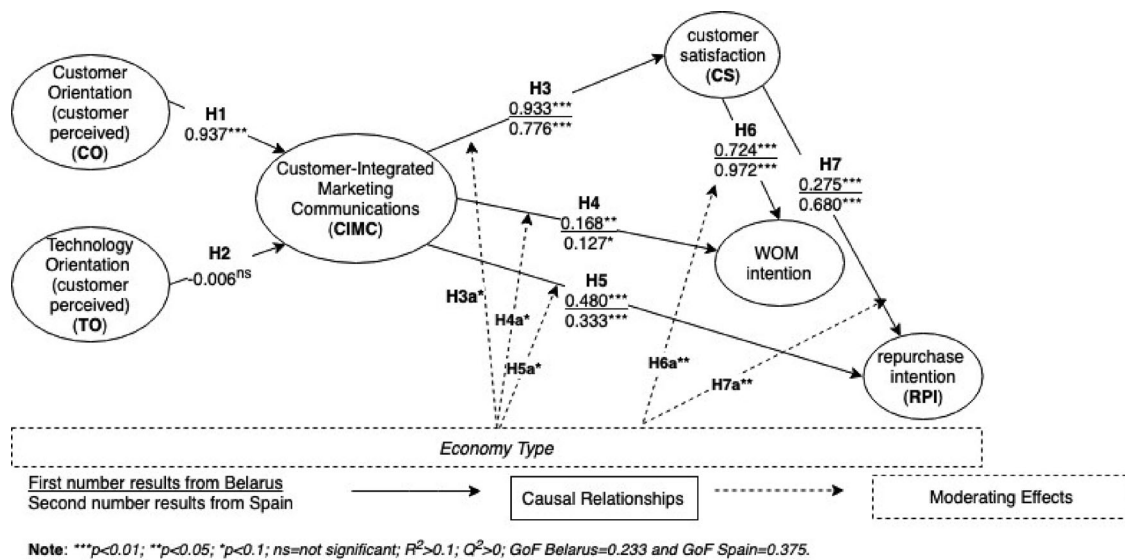 Customer
Orientation
(customer
perceived)
(CO)
H1
0.937***
Technology
Orientation
(customer
perceived)
(TO)
H2
-0.006ns
Customer-Integrated
Marketing
Communications
(CIMC)
H3
0.933***
0.776***
H4
0.168**
0.127*
H5
0.480***
0.333***
customer
satisfaction
(CS)
H6
0.724***
0.972***
H7
0.275***
0.680***
WOM
intention
repurchase
intention
(RPI)
H3a*
H4a*
H5a*
H6a**
H7a**
Economy Type
First number results from Belarus
Second number results from Spain
Causal Relationships
Moderating Effects
Note: ***p<0.01; **p<0.05; *p<0.1; ns=not significant; R²>0.1; Q²>0; GoF Belarus=0.233 and GoF Spain=0.375.